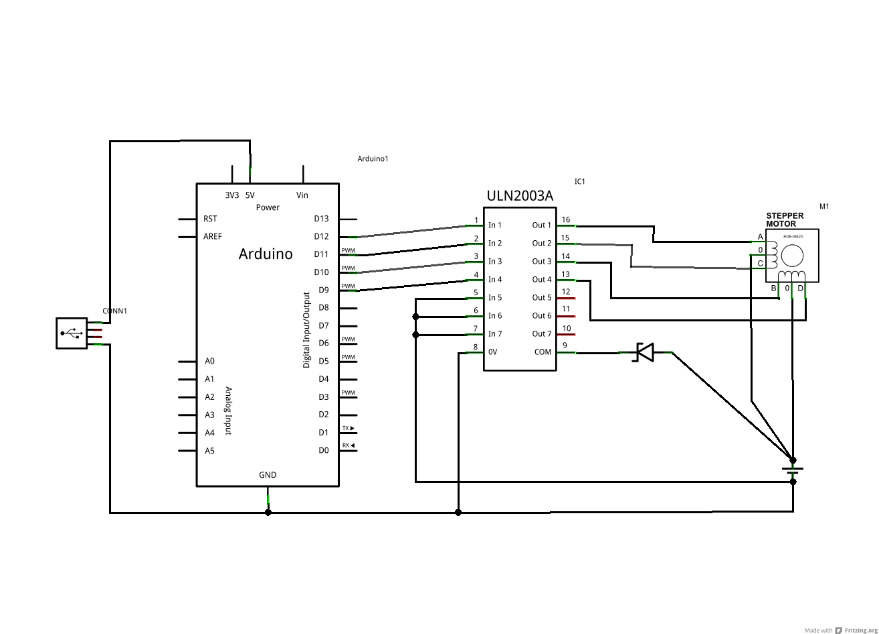 Arduino1
3V3 5V Vin
Power
RST
AREF
Arduino
D13
D12
D11 PWM
D10 PWM
D9 PWM
D8
D7
D6 PWM
D5 PWM
D4
D3 PWM
D2
D1 TX ▶
D0 RX ◀
Digital Input/Output
A0
A1
A2
A3
A4
A5
Analog Input
GND
CONN1
IC1
ULN2003A
1 In 1 Out 1 16
2 In 2 Out 2 15
3 In 3 Out 3 14
4 In 4 Out 4 13
5 In 5 Out 5 12
6 In 6 Out 6 11
7 In 7 Out 7 10
8 0V COM 9
M1
STEPPER
MOTOR
A
0
C
B 0 D
Made with Fritzing.org